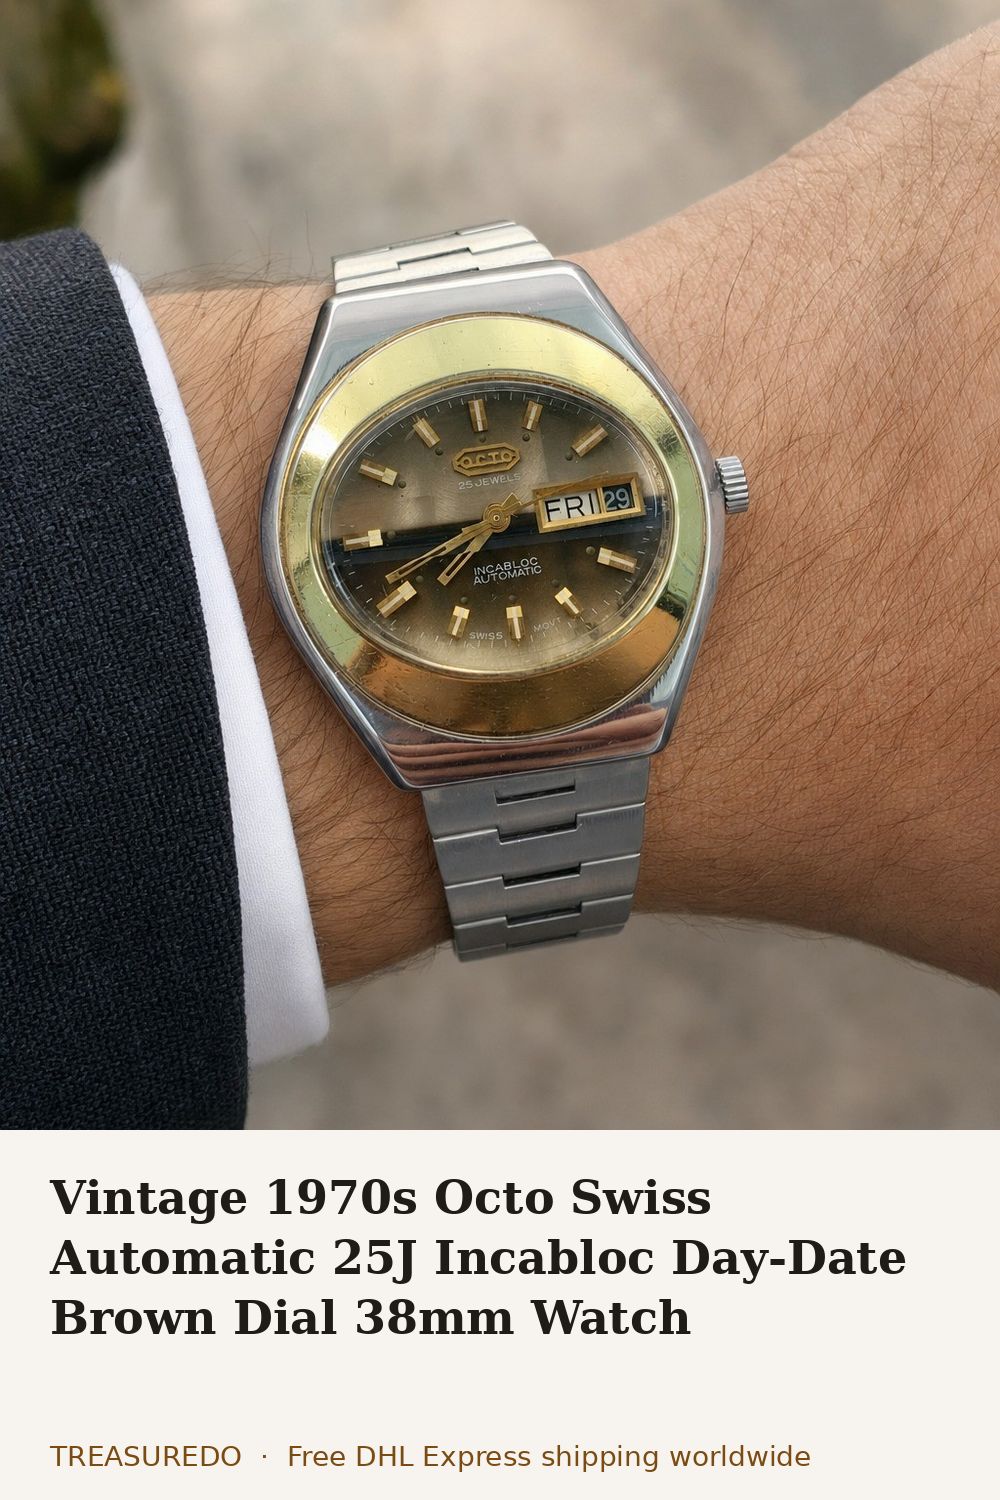 OCTO
25 JEWELS
FRI 29
INCABLOC
AUTOMATIC
SWISS MOVT
Vintage 1970s Octo Swiss
Automatic 25J Incabloc Day-Date
Brown Dial 38mm Watch
TREASUREDO · Free DHL Express shipping worldwide